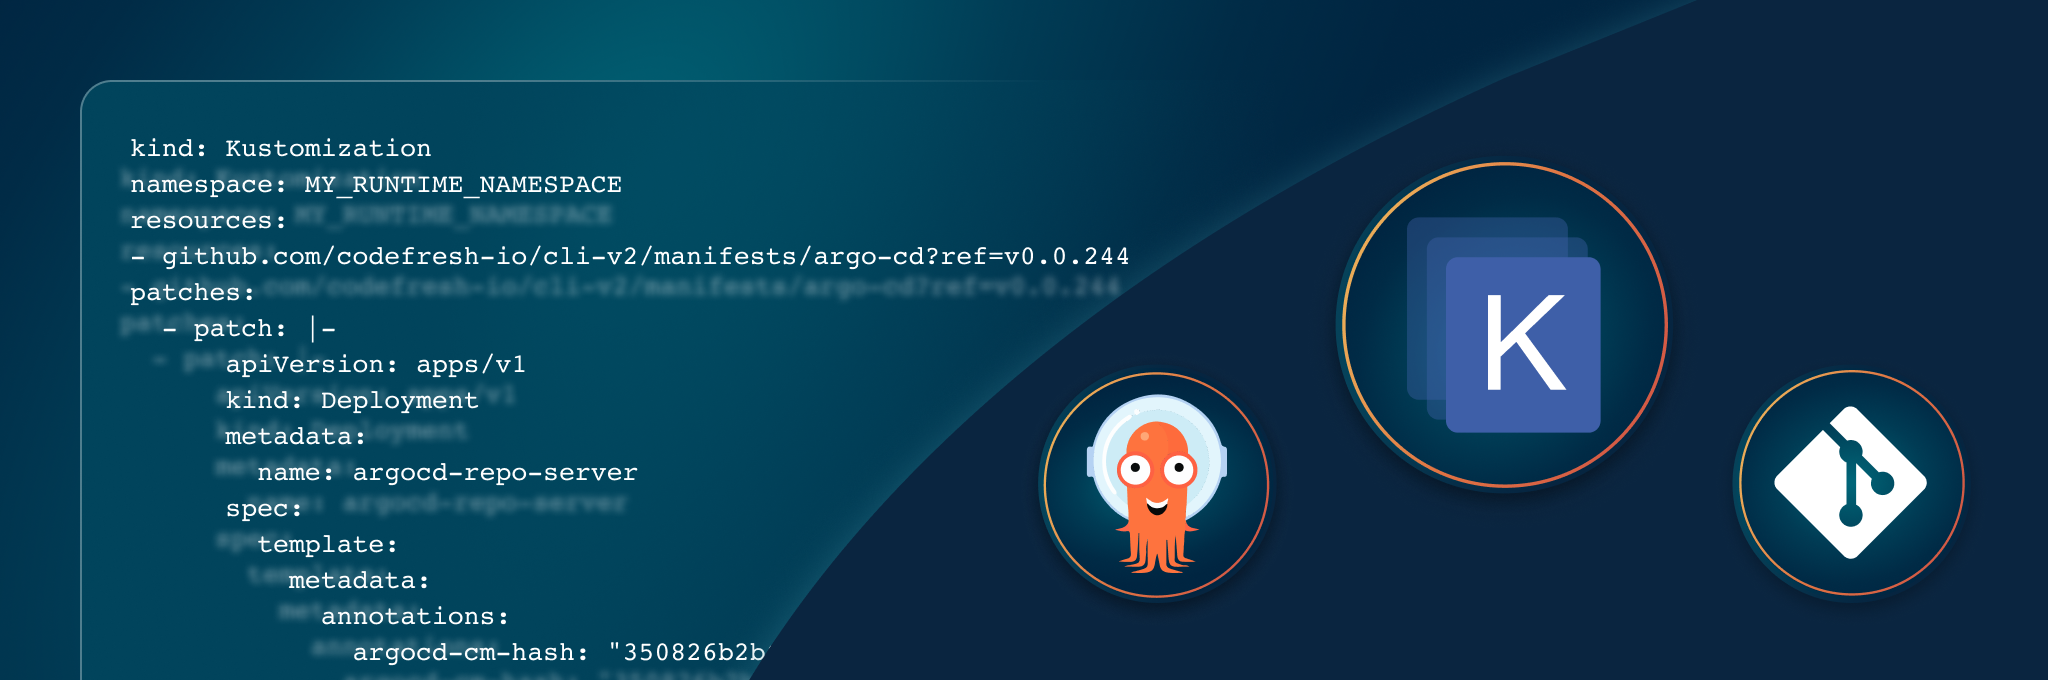 kind: Kustomization
namespace: MY_RUNTIME_NAMESPACE
resources:
- github.com/codefresh-io/cli-v2/manifests/argo-cd?ref=v0.0.244
patches:
  - patch: |-
      apiVersion: apps/v1
      kind: Deployment
      metadata:
        name: argocd-repo-server
      spec:
        template:
          metadata:
            annotations:
              argocd-cm-hash: "350826b2b
K